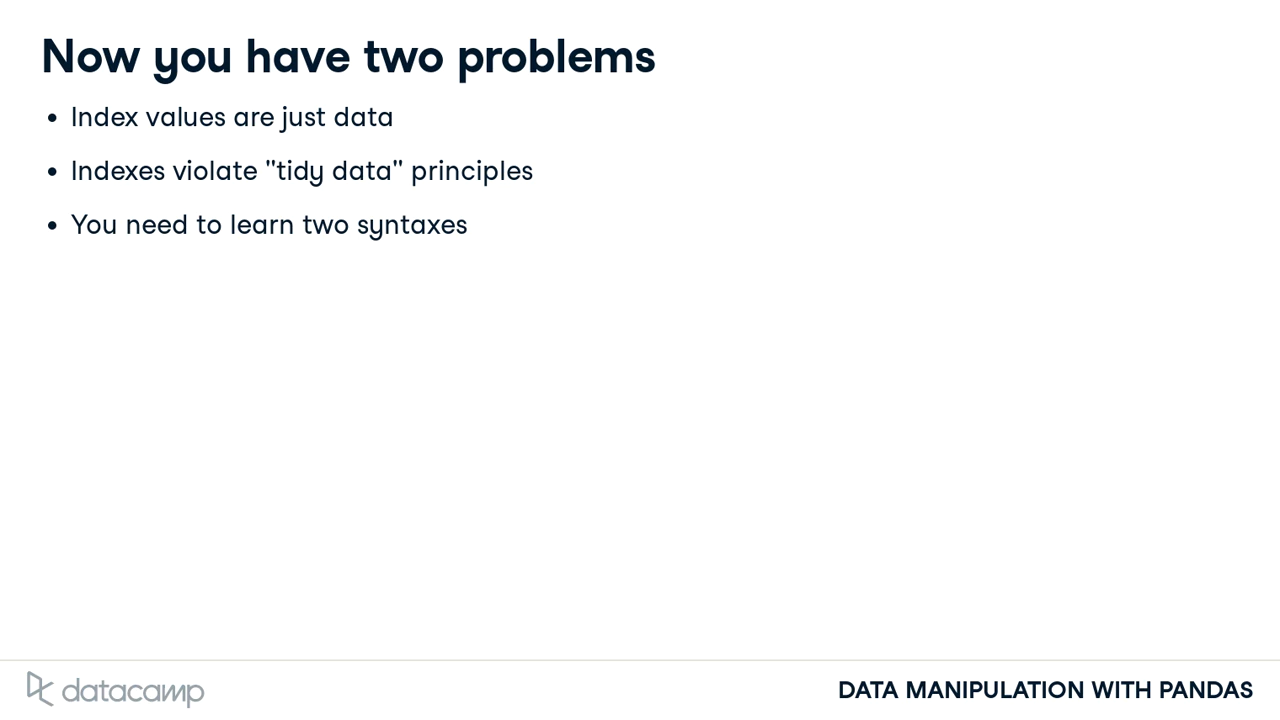 Now you have two problems
• Index values are just data
• Indexes violate "tidy data" principles
• You need to learn two syntaxes
datacamp
DATA MANIPULATION WITH PANDAS